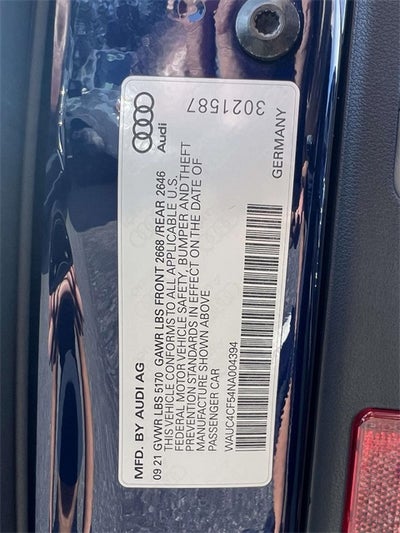 Audi
3021587
MFD. BY AUDI AG
GERMANY
09 21 GVWR LBS 5170 GAWR LBS FRONT 2668 /REAR 2646
THIS VEHICLE CONFORMS TO ALL APPLICABLE U.S.
FEDERAL MOTOR VEHICLE SAFETY, BUMPER AND THEFT
PREVENTION STANDARDS IN EFFECT ON THE DATE OF
MANUFACTURE SHOWN ABOVE
PASSENGER CAR
WAUC4CF54NA004394